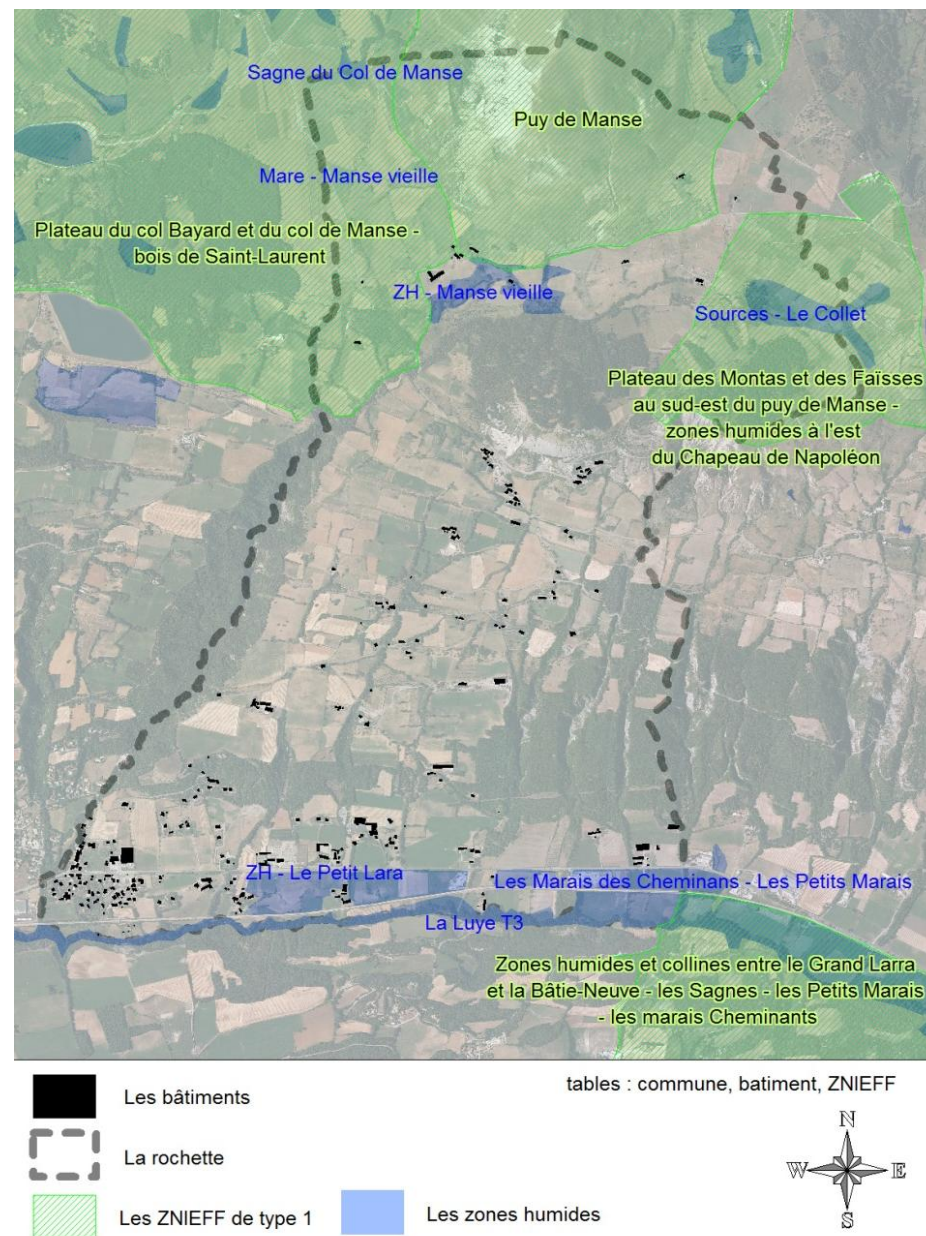 Sagne du Col de Manse
Puy de Manse
Mare - Manse vieille
Plateau du col Bayard et du col de Manse -
bois de Saint-Laurent
ZH - Manse vieille
Sources - Le Collet
Plateau des Montas et des Faïsses
au sud-est du puy de Manse -
zones humides à l'est
du Chapeau de Napoléon
ZH - Le Petit Lara
Les Marais des Cheminans - Les Petits Marais
La Luye T3
Zones humides et collines entre le Grand Larra
et la Bâtie-Neuve - les Sagnes - les Petits Marais
- les marais Cheminants
Les bâtiments
tables : commune, batiment, ZNIEFF
La rochette
N
W
E
S
Les ZNIEFF de type 1
Les zones humides